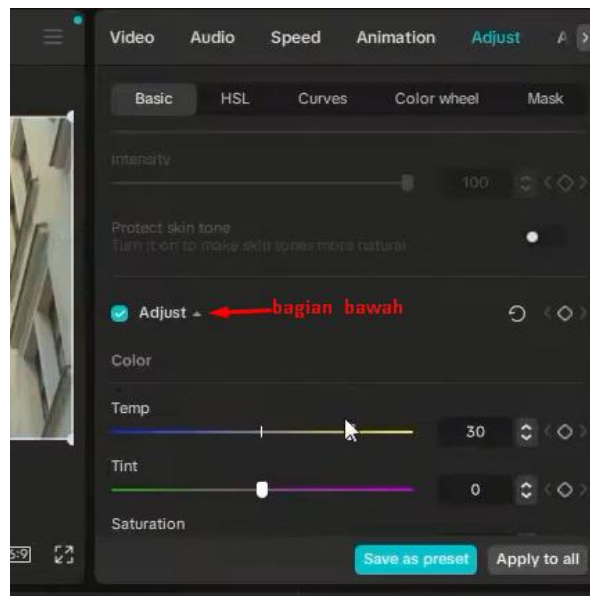 Video Audio Speed Animation Adjust A
Basic HSL Curves Color wheel Mask
Intensity
100
Protect skin tone
Turn it on to make skin tones more natural
Adjust bagian bawah
Color
Temp
30
Tint
0
Saturation
Save as preset Apply to all